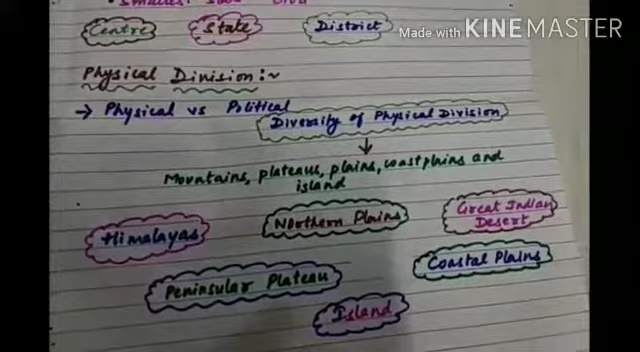 Made with KINEMASTER
Centre State District
Physical Division:~
→ Physical vs Political
Diversity of Physical Division
↓
Mountains, plateaus, plains, coastplains and
island
Himalayas Northern Plains Great Indian
Desert
Peninsular Plateau Coastal Plains
Island